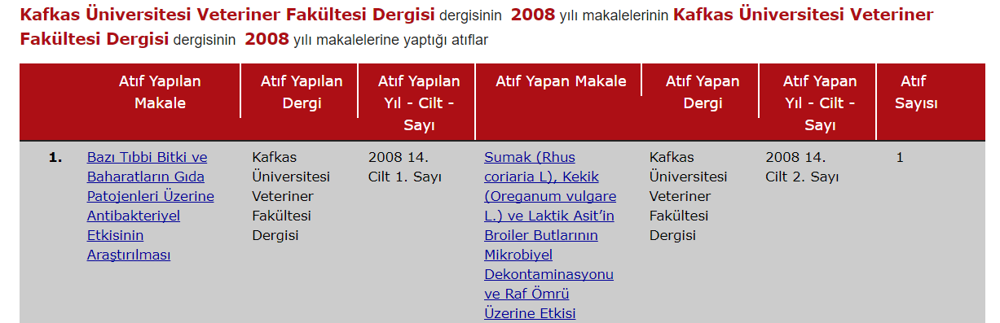 Kafkas Üniversitesi Veteriner Fakültesi Dergisi dergisinin 2008 yılı makalelerinin Kafkas Üniversitesi Veteriner
Fakültesi Dergisi dergisinin 2008 yılı makalelerine yaptığı atıflar
Atıf Yapılan Makale
Atıf Yapılan Dergi
Atıf Yapılan Yıl - Cilt - Sayı
Atıf Yapan Makale
Atıf Yapan Dergi
Atıf Yapan Yıl - Cilt - Sayı
Atıf Sayısı
1.
Bazı Tıbbi Bitki ve
Baharatların Gıda
Patojenleri Üzerine
Antibakteriyel
Etkisinin
Araştırılması
Kafkas
Üniversitesi
Veteriner
Fakültesi
Dergisi
2008 14.
Cilt 1. Sayı
Sumak (Rhus
coriaria L), Kekik
(Oreganum vulgare
L.) ve Laktik Asit’in
Broiler Butlarının
Mikrobiyel
Dekontaminasyonu
ve Raf Ömrü
Üzerine Etkisi
Kafkas
Üniversitesi
Veteriner
Fakültesi
Dergisi
2008 14.
Cilt 2. Sayı
1